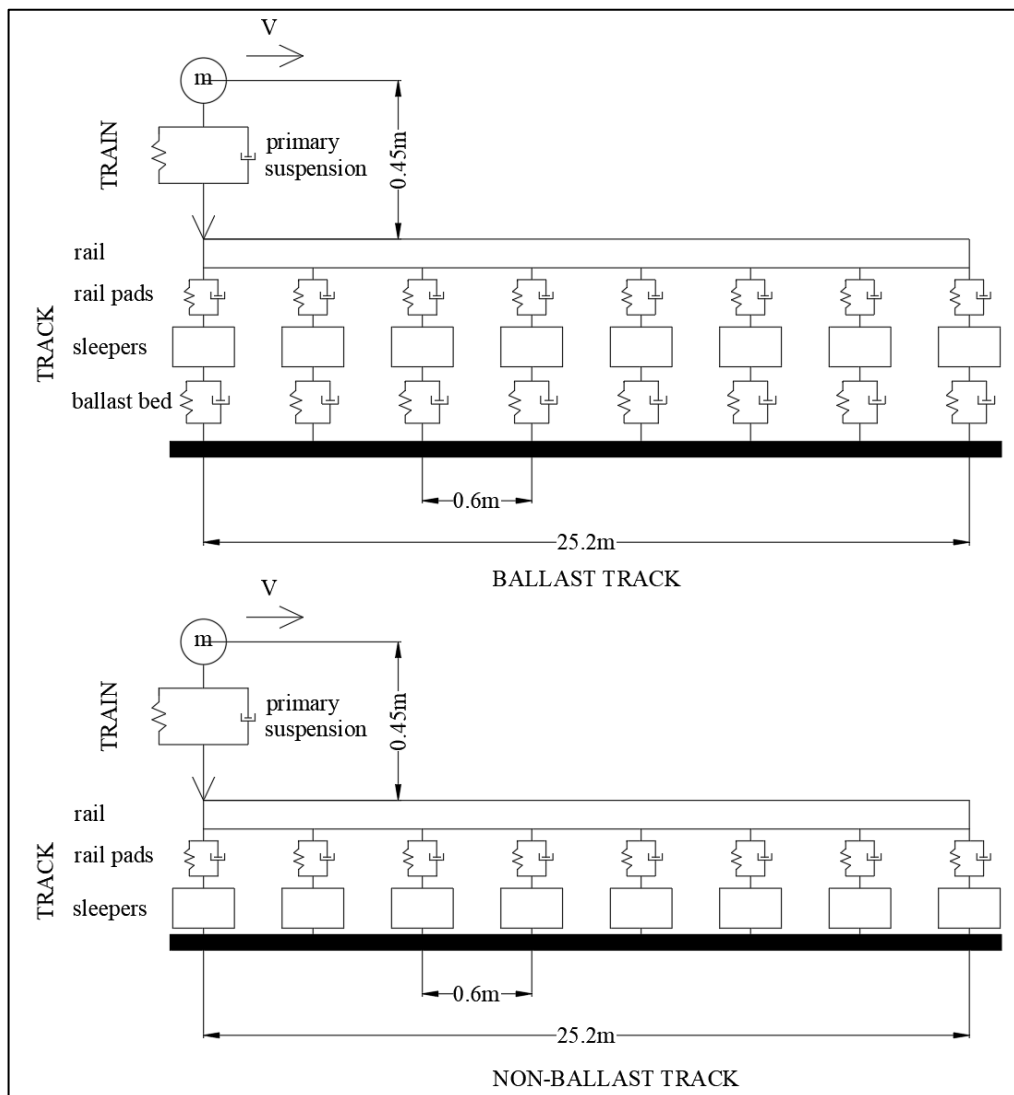 V
m
TRAIN
primary
suspension
0.45m
rail
rail pads
TRACK
sleepers
ballast bed
0.6m
25.2m
BALLAST TRACK
V
m
TRAIN
primary
suspension
0.45m
rail
rail pads
TRACK
sleepers
0.6m
25.2m
NON-BALLAST TRACK